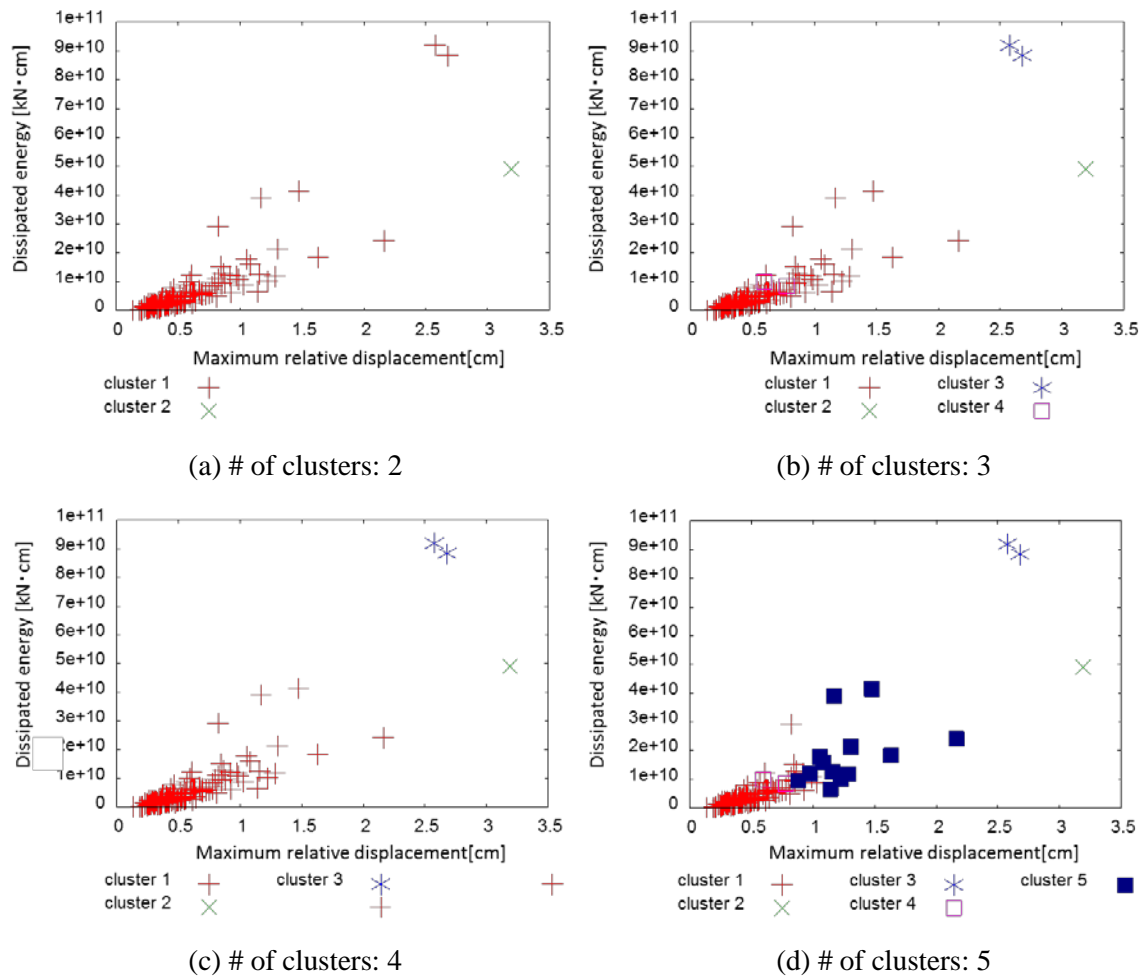 1e+11
9e+10
8e+10
7e+10
6e+10
5e+10
4e+10
3e+10
2e+10
1e+10
0
Dissipated energy [kN・cm]
0 0.5 1 1.5 2 2.5 3 3.5
Maximum relative displacement[cm]
cluster 1
cluster 2
(a) # of clusters: 2
1e+11
9e+10
8e+10
7e+10
6e+10
5e+10
4e+10
3e+10
2e+10
1e+10
0
Dissipated energy [kN・cm]
0 0.5 1 1.5 2 2.5 3 3.5
Maximum relative displacement[cm]
cluster 1 cluster 3
cluster 2 cluster 4
(b) # of clusters: 3
1e+11
9e+10
8e+10
7e+10
6e+10
5e+10
4e+10
3e+10
2e+10
1e+10
0
Dissipated energy [kN・cm]
0 0.5 1 1.5 2 2.5 3 3.5
Maximum relative displacement[cm]
cluster 1 cluster 3
cluster 2
(c) # of clusters: 4
1e+11
9e+10
8e+10
7e+10
6e+10
5e+10
4e+10
3e+10
2e+10
1e+10
0
Dissipated energy [kN・cm]
0 0.5 1 1.5 2 2.5 3 3.5
Maximum relative displacement[cm]
cluster 1 cluster 3 cluster 5
cluster 2 cluster 4
(d) # of clusters: 5